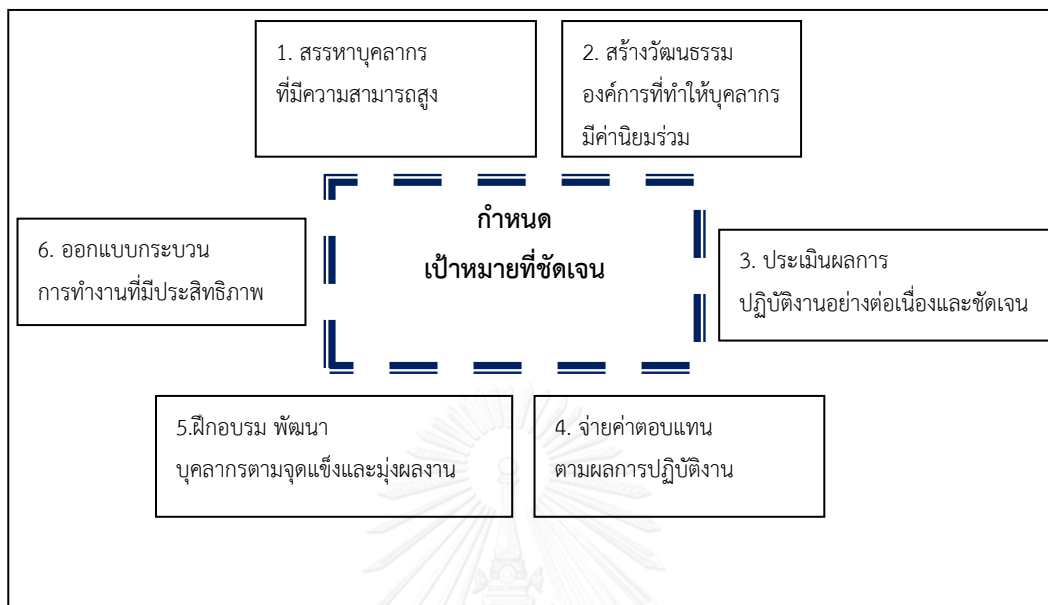 1. สรรหาบุคลากร
ที่มีความสามารถสูง
2. สร้างวัฒนธรรม
องค์การที่ทำให้บุคลากร
มีค่านิยมร่วม
กำหนด
เป้าหมายที่ชัดเจน
3. ประเมินผลการ
ปฏิบัติงานอย่างต่อเนื่องและชัดเจน
4. จ่ายค่าตอบแทน
ตามผลการปฏิบัติงาน
5.ฝึกอบรม พัฒนา
บุคลากรตามจุดแข็งและมุ่งผลงาน
6. ออกแบบกระบวน
การทำงานที่มีประสิทธิภาพ